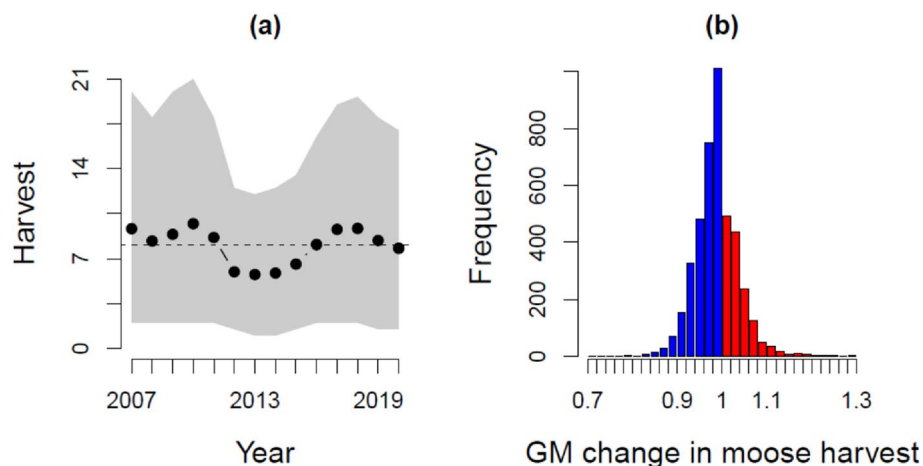 (a)
Harvest
21
14
7
0
2007 2013 2019
Year
(b)
Frequency
800
600
400
200
0
0.7 0.9 1 1.1 1.3
GM change in moose harvest